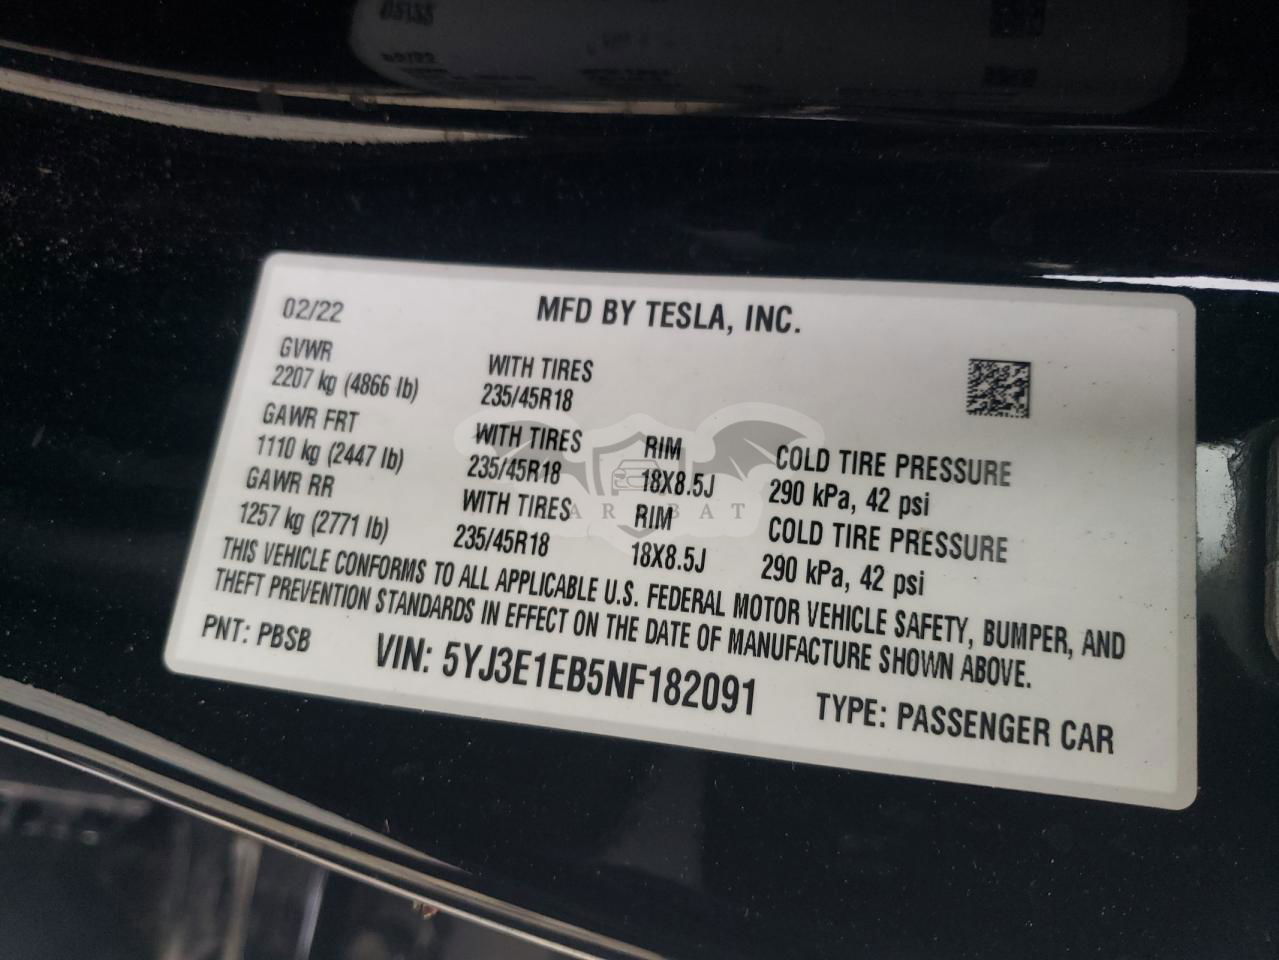 02/22
MFD BY TESLA, INC.
GVWR
2207 kg (4866 lb)
WITH TIRES
235/45R18
GAWR FRT
1110 kg (2447 lb)
WITH TIRES
235/45R18
RIM
18X8.5J
COLD TIRE PRESSURE
290 kPa, 42 psi
GAWR RR
1257 kg (2771 lb)
WITH TIRES
235/45R18
RIM
18X8.5J
COLD TIRE PRESSURE
290 kPa, 42 psi
THIS VEHICLE CONFORMS TO ALL APPLICABLE U.S. FEDERAL MOTOR VEHICLE SAFETY, BUMPER, AND
THEFT PREVENTION STANDARDS IN EFFECT ON THE DATE OF MANUFACTURE SHOWN ABOVE.
PNT: PBSB
VIN: 5YJ3E1EB5NF182091
TYPE: PASSENGER CAR